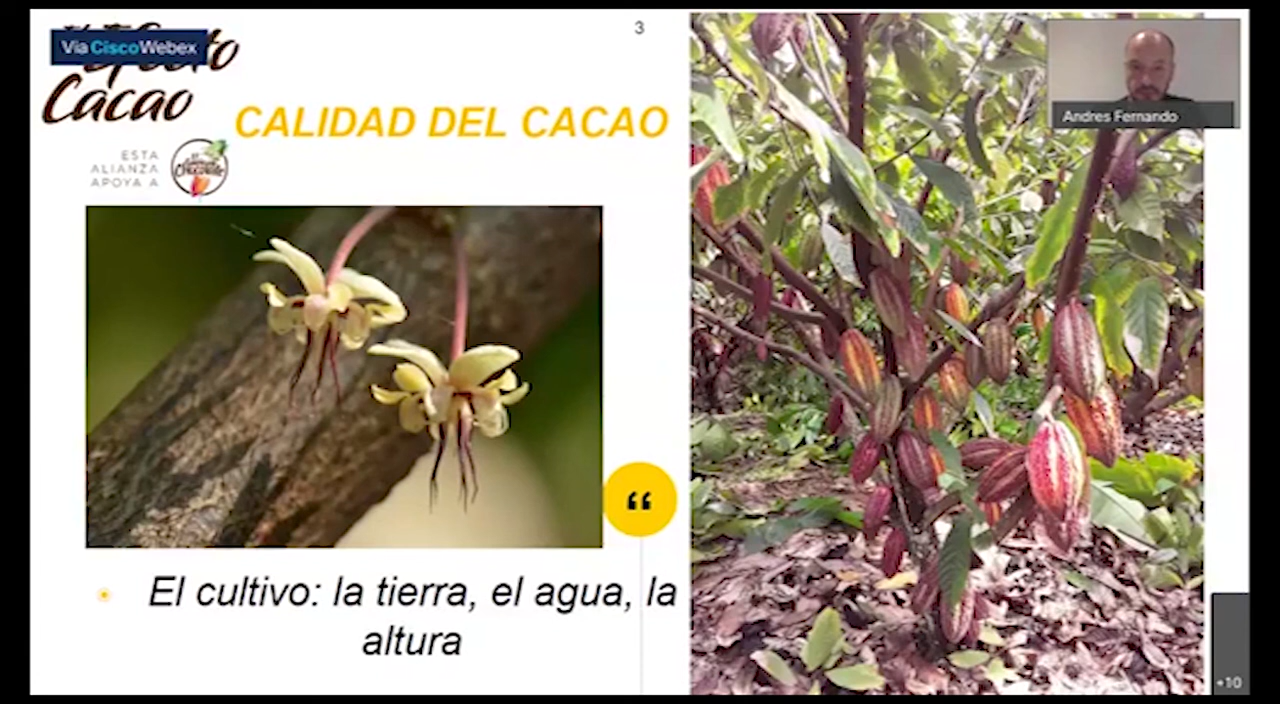 Via Cisco Webex
Cacao
3
CALIDAD DEL CACAO
ESTA
ALIANZA
APOYA A
Andres Fernando
“
El cultivo: la tierra, el agua, la
altura
+10